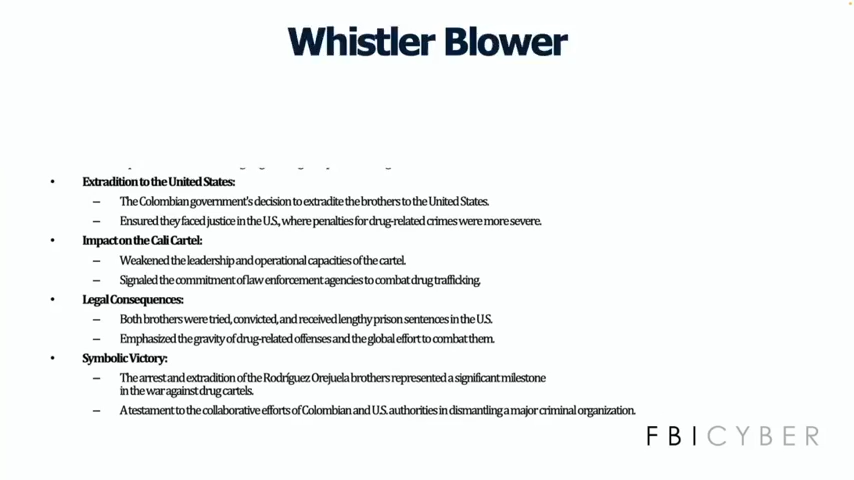 Whistler Blower
• Extradition to the United States:
– The Colombian government's decision to extradite the brothers to the United States.
– Ensured they faced justice in the U.S., where penalties for drug-related crimes were more severe.
• Impact on the Cali Cartel:
– Weakened the leadership and operational capacities of the cartel.
– Signaled the commitment of law enforcement agencies to combat drug trafficking.
• Legal Consequences:
– Both brothers were tried, convicted, and received lengthy prison sentences in the U.S.
– Emphasized the gravity of drug-related offenses and the global effort to combat them.
• Symbolic Victory:
– The arrest and extradition of the Rodríguez Orejuela brothers represented a significant milestone
in the war against drug cartels.
– A testament to the collaborative efforts of Colombian and U.S. authorities in dismantling a major criminal organization.
FBICYBER